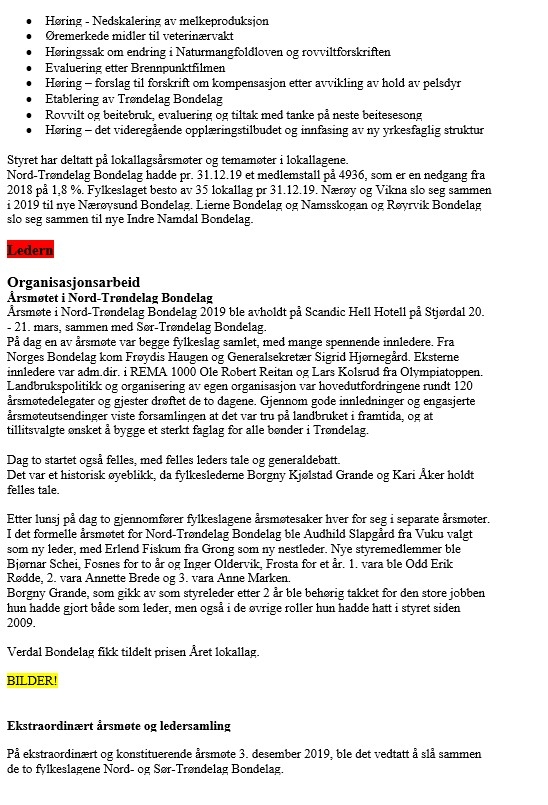 • Høring - Nedskalering av melkeproduksjon
• Øremerkede midler til veterinærvakt
• Høringssak om endring i Naturmangfoldloven og rovviltforskriften
• Evaluering etter Brennpunktfilmen
• Høring – forslag til forskrift om kompensasjon etter avvikling av hold av pelsdyr
• Etablering av Trøndelag Bondelag
• Rovvilt og beitebruk, evaluering og tiltak med tanke på neste beitesesong
• Høring – det videregående opplæringstilbudet og innfasing av ny yrkesfaglig struktur
Styret har deltatt på lokallagsårsmøter og temamøter i lokallagene.
Nord-Trøndelag Bondelag hadde pr. 31.12.19 et medlemstall på 4936, som er en nedgang fra
2018 på 1,8 %. Fylkeslaget besto av 35 lokallag pr 31.12.19. Nærøy og Vikna slo seg sammen
i 2019 til nye Nærøysund Bondelag. Lierne Bondelag og Namsskogan og Røyrvik Bondelag
slo seg sammen til nye Indre Namdal Bondelag.
Ledern
Organisasjonsarbeid
Årsmøtet i Nord-Trøndelag Bondelag
Årsmøte i Nord-Trøndelag Bondelag 2019 ble avholdt på Scandic Hell Hotell på Stjørdal 20.
- 21. mars, sammen med Sør-Trøndelag Bondelag.
På dag en av årsmøte var begge fylkeslag samlet, med mange spennende innledere. Fra
Norges Bondelag kom Frøydis Haugen og Generalsekretær Sigrid Hjørnegård. Eksterne
innledere var adm.dir. i REMA 1000 Ole Robert Reitan og Lars Kolsrud fra Olympiatoppen.
Landbrukspolitikk og organisering av egen organisasjon var hovedutfordringene rundt 120
årsmøtedelegater og gjester drøftet de to dagene. Gjennom gode innledninger og engasjerte
årsmøteutsendinger viste forsamlingen at det var tru på landbruket i framtida, og at
tillitsvalgte ønsket å bygge et sterkt faglag for alle bønder i Trøndelag.
Dag to startet også felles, med felles leders tale og generaldebatt.
Det var et historisk øyeblikk, da fylkeslederne Borgny Kjølstad Grande og Kari Åker holdt
felles tale.
Etter lunsj på dag to gjennomfører fylkeslagene årsmøtesaker hver for seg i separate årsmøter.
I det formelle årsmøtet for Nord-Trøndelag Bondelag ble Audhild Slapgård fra Vuku valgt
som ny leder, med Erlend Fiskum fra Grong som ny nestleder. Nye styremedlemmer ble
Bjørnar Schei, Fosnes for to år og Inger Oldervik, Frosta for et år. 1. vara ble Odd Erik
Rødde, 2. vara Annette Brede og 3. vara Anne Marken.
Borgny Grande, som gikk av som styreleder etter 2 år ble behørig takket for den store jobben
hun hadde gjort både som leder, men også i de øvrige roller hun hadde hatt i styret siden
2009.
Verdal Bondelag fikk tildelt prisen Året lokallag.
BILDER!
Ekstraordinært årsmøte og ledersamling
På ekstraordinært og konstituerende årsmøte 3. desember 2019, ble det vedtatt å slå sammen
de to fylkeslagene Nord- og Sør-Trøndelag Bondelag.